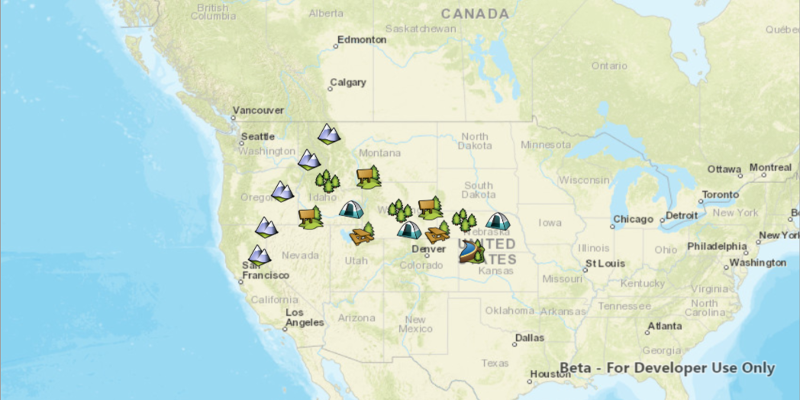 CANADA
British
Columbia
Alberta
Saskatchewan
Québec
Edmonton
Ontario
Calgary
Vancouver
Seattle
Washington
Montana
North
Dakota
Minnesota
Ottawa
Montreal
Wisconsin
Toronto
Oregon
Idaho
South
Dakota
Chicago
Detroit
New York
Iowa
Nebraska
UNITED
STATES
Illinois
Philadelphia
New York
Washington
Denver
Colorado
Kansas
St Louis
Nevada
Utah
San
Francisco
Missouri
Kentucky
Virginia
California
Los
Angeles
Arizona
New
Mexico
Oklahoma
Arkansas
Tennessee
North
Carolina
Atlanta
Georgia
Dallas
Texas
Houston
Beta - For Developer Use Only